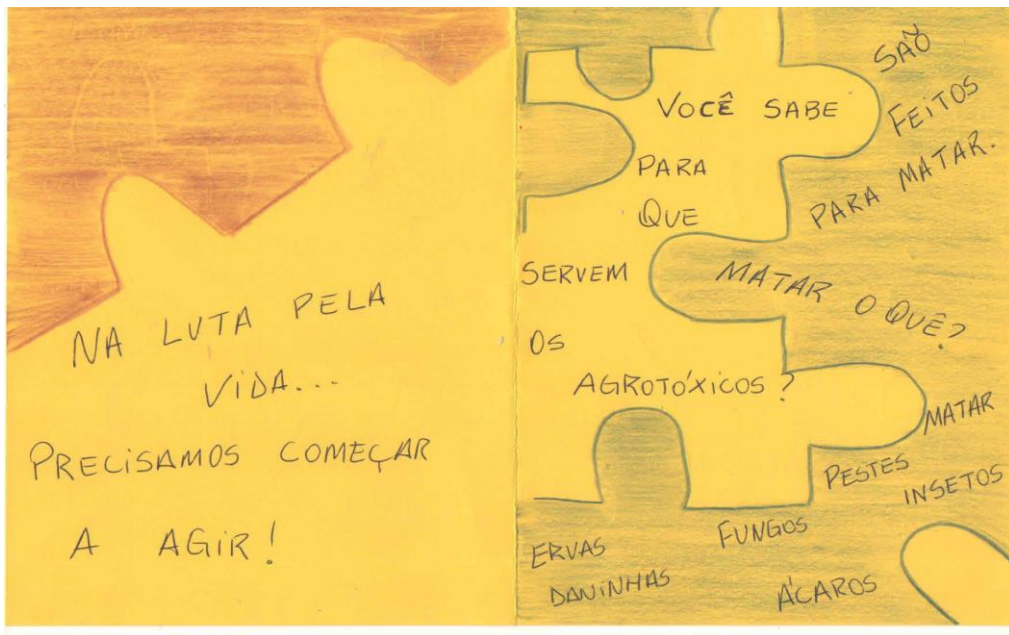 NA LUTA PELA
VIDA...
PRECISAMOS COMEÇAR
A AGIR!
VOCÊ SABE
PARA
QUE
SERVEM
OS
AGROTÓXICOS?
SÃO
FEITOS
PARA MATAR.
MATAR O QUÊ?
MATAR
PESTES
INSETOS
FUNGOS
ERVAS
DANINHAS
ÁCAROS